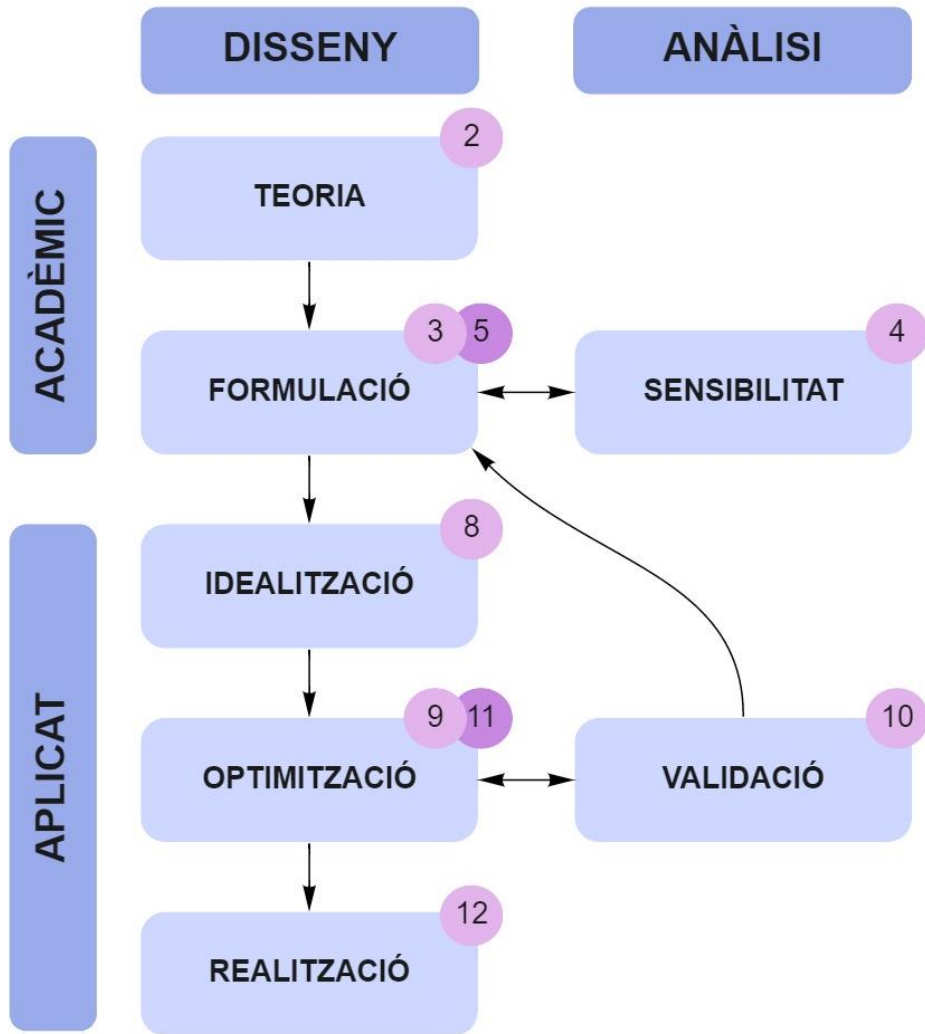 DISSENY
ANÀLISI
ACADÈMIC
2
TEORIA
3
5
FORMULACIÓ
4
SENSIBILITAT
APLICAT
8
IDEALITZACIÓ
9
11
OPTIMITZACIÓ
10
VALIDACIÓ
12
REALITZACIÓ